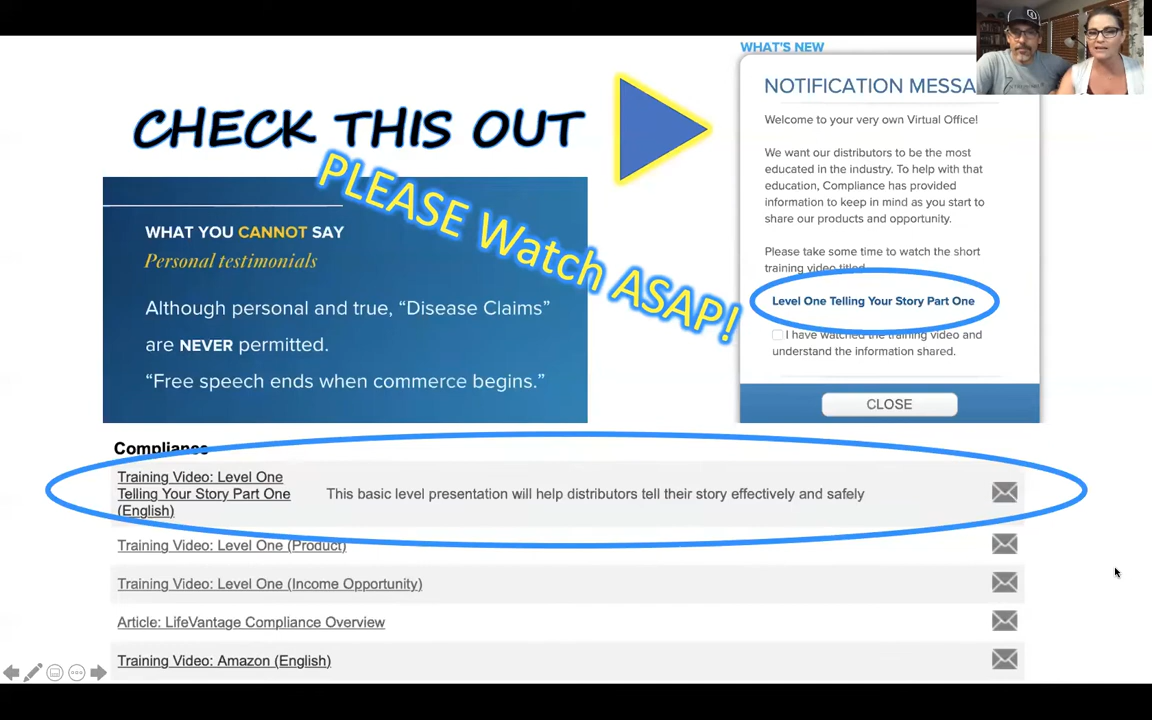 WHAT'S NEW
CHECK THIS OUT
PLEASE Watch ASAP!
NOTIFICATION MESSA
Welcome to your very own Virtual Office!
We want our distributors to be the most
educated in the industry. To help with that
education, Compliance has provided
information to keep in mind as you start to
share our products and opportunity.
Please take some time to watch the short
training video titled
Level One Telling Your Story Part One
I have watched the training video and
understand the information shared.
CLOSE
WHAT YOU CANNOT SAY
Personal testimonials
Although personal and true, “Disease Claims”
are NEVER permitted.
“Free speech ends when commerce begins.”
Compliance
Training Video: Level One
Telling Your Story Part One
(English)
This basic level presentation will help distributors tell their story effectively and safely
Training Video: Level One (Product)
Training Video: Level One (Income Opportunity)
Article: LifeVantage Compliance Overview
Training Video: Amazon (English)